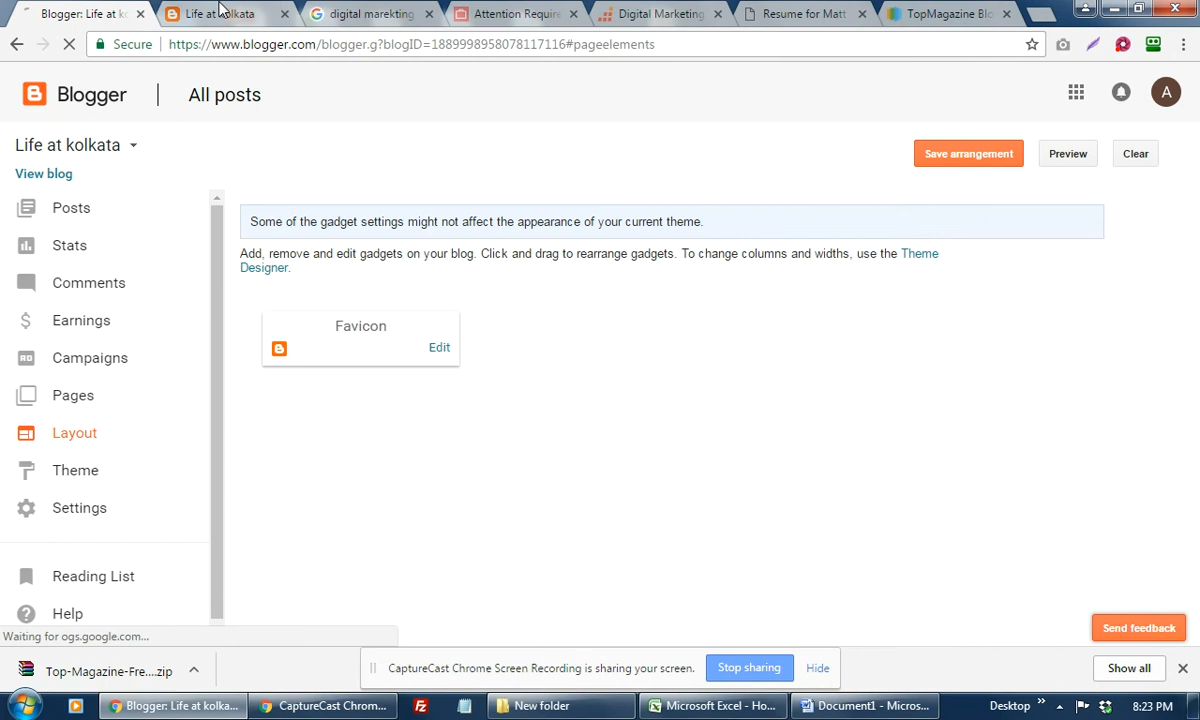 Blogger: Life at k
Life at kolkata
digital marekting
Attention Require
Digital Marketing
Resume for Matt
TopMagazine Blo
Secure https://www.blogger.com/blogger.g?blogID=1889998958078117116#pageelements
Blogger All posts A
Life at kolkata
Save arrangement Preview Clear
View blog
Posts
Some of the gadget settings might not affect the appearance of your current theme.
Stats
Add, remove and edit gadgets on your blog. Click and drag to rearrange gadgets. To change columns and widths, use the Theme
Designer.
Comments
Earnings
Favicon
Edit
Campaigns
Pages
Layout
Theme
Settings
Reading List
Help
Send feedback
Waiting for ogs.google.com...
Top-Magazine-Fre....zip
CaptureCast Chrome Screen Recording is sharing your screen. Stop sharing Hide
Show all
Blogger: Life at kolka...
CaptureCast Chrom...
New folder
Microsoft Excel - Ho...
Document1 - Micros...
Desktop
8:23 PM